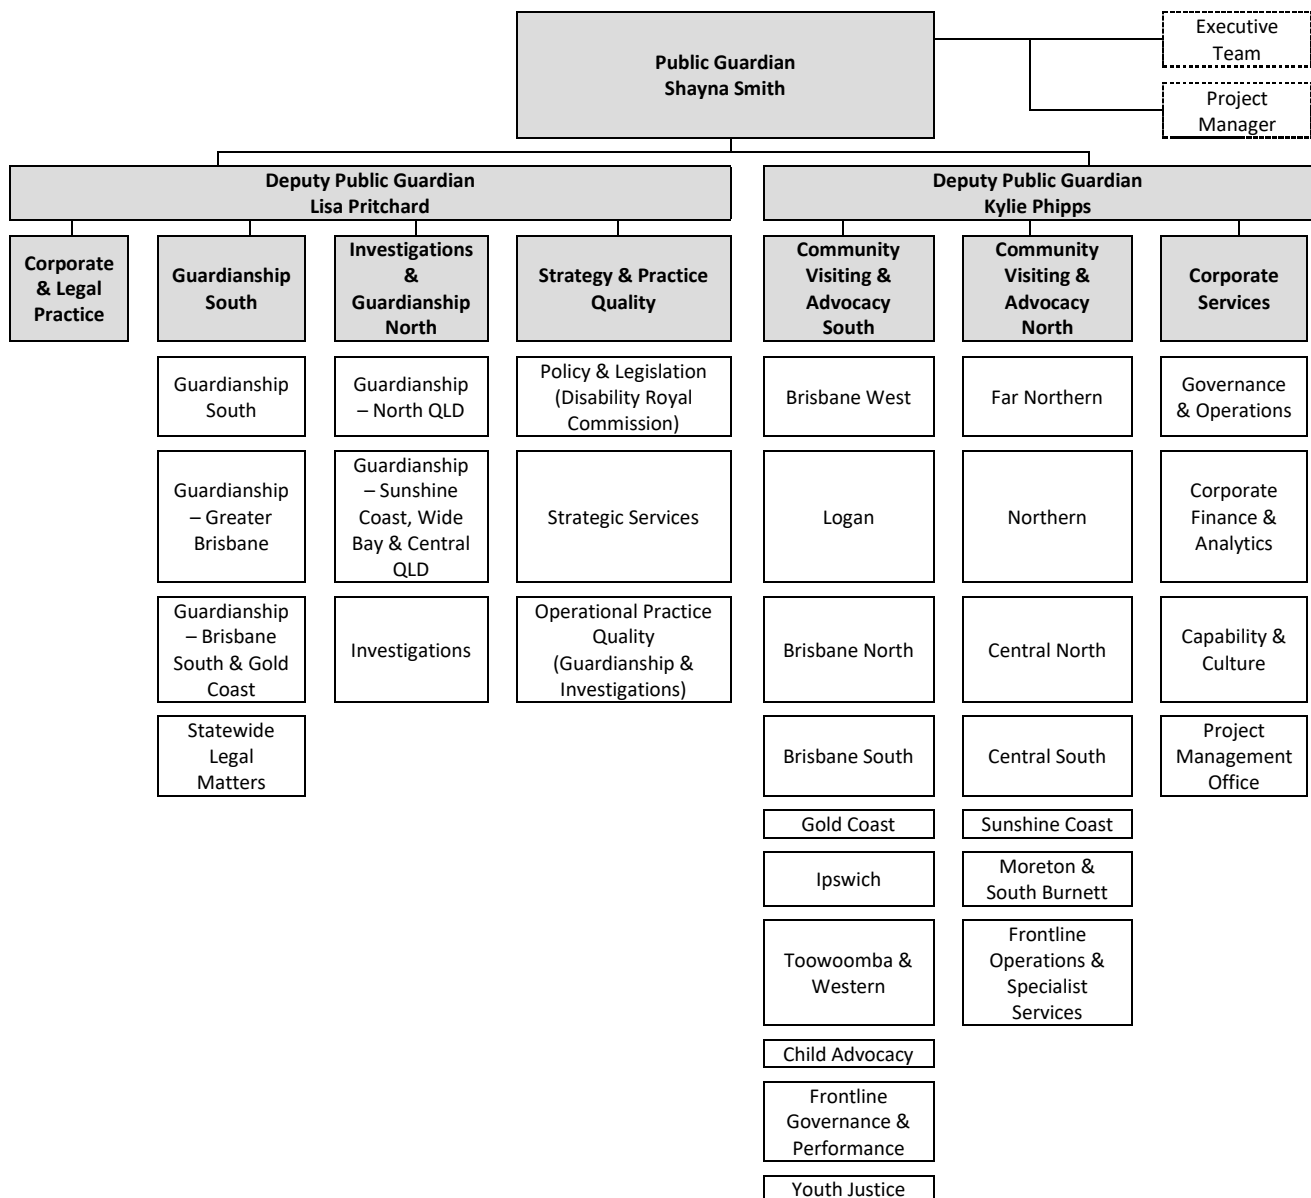 Public Guardian
Shayna Smith
Executive
Team
Project
Manager
Deputy Public Guardian
Lisa Pritchard
Deputy Public Guardian
Kylie Phipps
Corporate
& Legal
Practice
Guardianship
South
Investigations
&
Guardianship
North
Strategy & Practice
Quality
Community
Visiting &
Advocacy
South
Community
Visiting &
Advocacy
North
Corporate
Services
Guardianship
South
Guardianship
– North QLD
Policy & Legislation
(Disability Royal
Commission)
Brisbane West
Far Northern
Governance
& Operations
Guardianship
– Greater
Brisbane
Guardianship
– Sunshine
Coast, Wide
Bay & Central
QLD
Strategic Services
Logan
Northern
Corporate
Finance &
Analytics
Guardianship
– Brisbane
South & Gold
Coast
Investigations
Operational Practice
Quality
(Guardianship &
Investigations)
Brisbane North
Central North
Capability &
Culture
Statewide
Legal
Matters
Brisbane South
Central South
Project
Management
Office
Gold Coast
Sunshine Coast
Ipswich
Moreton &
South Burnett
Toowoomba &
Western
Frontline
Operations &
Specialist
Services
Child Advocacy
Frontline
Governance &
Performance
Youth Justice